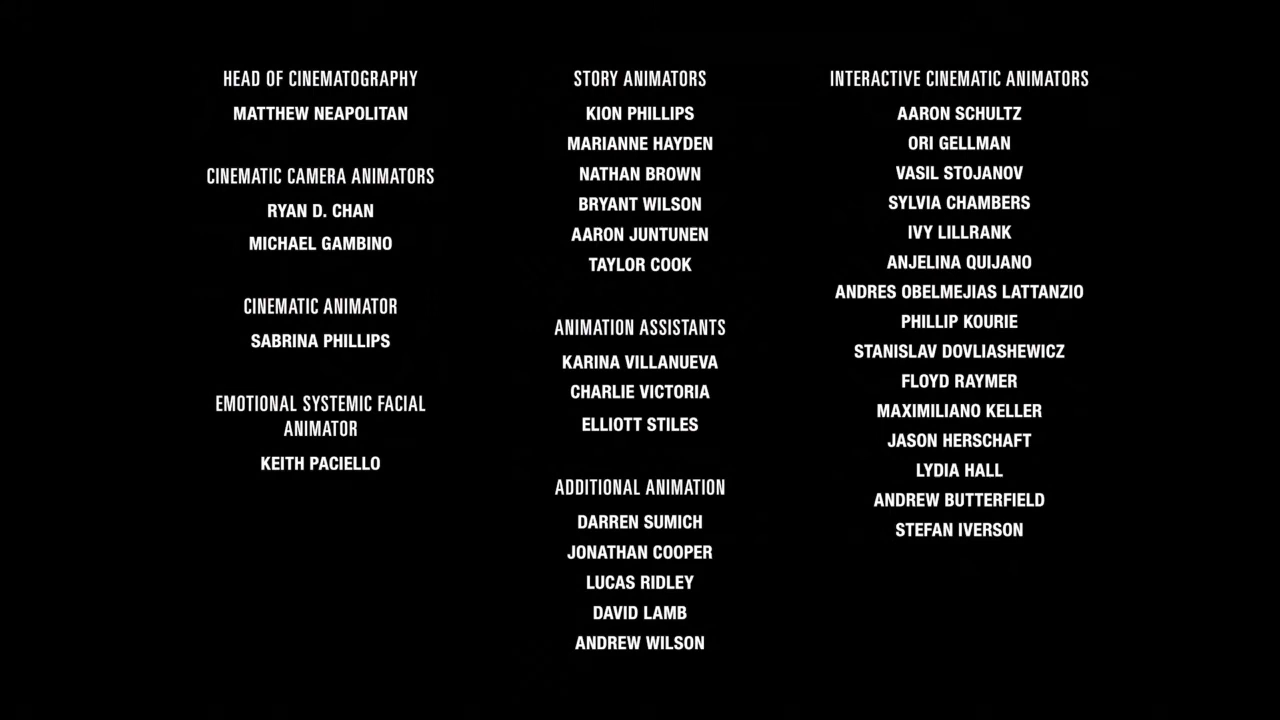 HEAD OF CINEMATOGRAPHY
MATTHEW NEAPOLITAN
CINEMATIC CAMERA ANIMATORS
RYAN D. CHAN
MICHAEL GAMBINO
CINEMATIC ANIMATOR
SABRINA PHILLIPS
EMOTIONAL SYSTEMIC FACIAL
ANIMATOR
KEITH PACIELLO
STORY ANIMATORS
KION PHILLIPS
MARIANNE HAYDEN
NATHAN BROWN
BRYANT WILSON
AARON JUNTUNEN
TAYLOR COOK
ANIMATION ASSISTANTS
KARINA VILLANUEVA
CHARLIE VICTORIA
ELLIOTT STILES
ADDITIONAL ANIMATION
DARREN SUMICH
JONATHAN COOPER
LUCAS RIDLEY
DAVID LAMB
ANDREW WILSON
INTERACTIVE CINEMATIC ANIMATORS
AARON SCHULTZ
ORI GELLMAN
VASIL STOJANOV
SYLVIA CHAMBERS
IVY LILLRANK
ANJELINA QUIJANO
ANDRES OBELMEJIAS LATTANZIO
PHILLIP KOURIE
STANISLAV DOVLIASHEWICZ
FLOYD RAYMER
MAXIMILIANO KELLER
JASON HERSCHAFT
LYDIA HALL
ANDREW BUTTERFIELD
STEFAN IVERSON